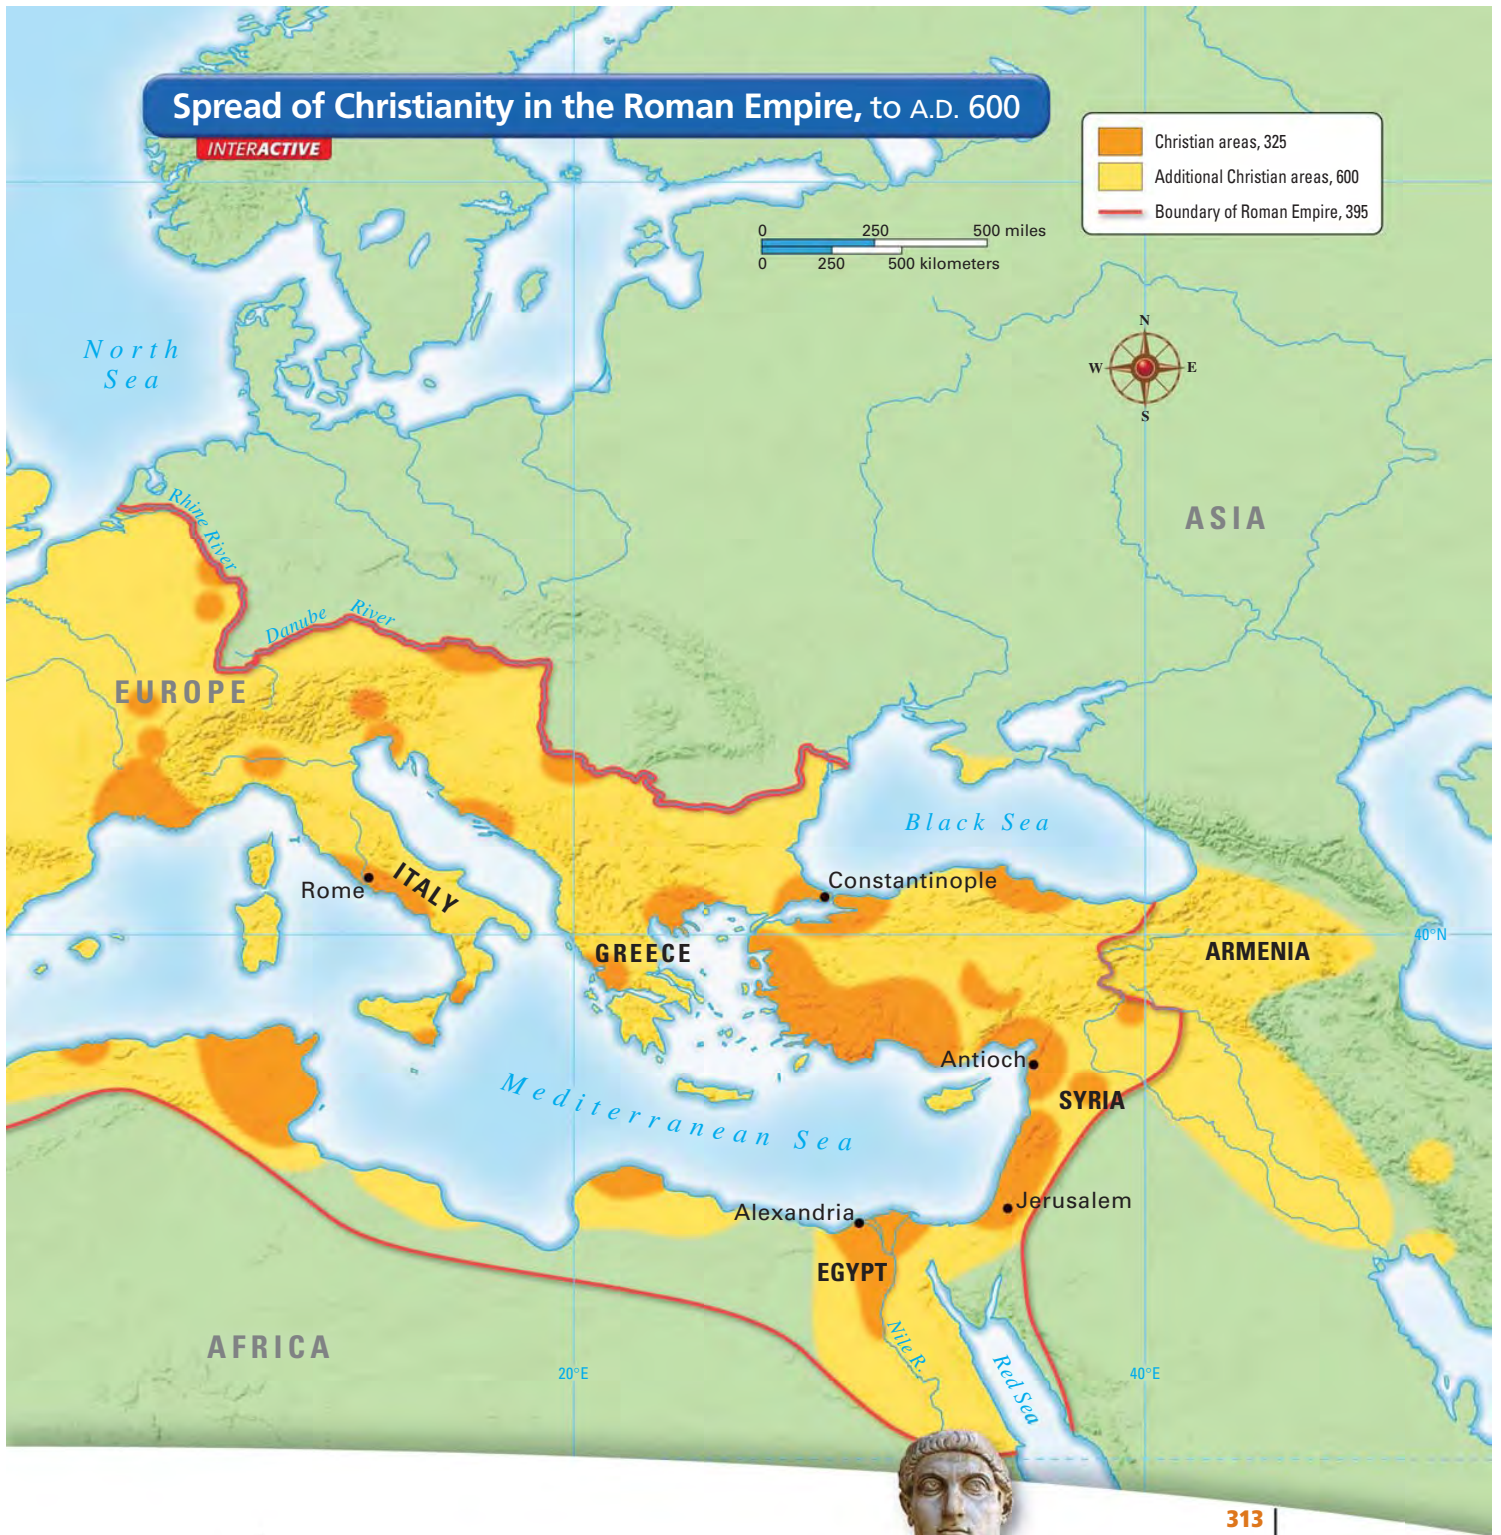 Spread of Christianity in the Roman Empire, to A.D. 600
INTERACTIVE
Christian areas, 325
Additional Christian areas, 600
Boundary of Roman Empire, 395
0 250 500 miles
0 250 500 kilometers
N
W E
S
North
Sea
ASIA
Rhine River
Danube River
EUROPE
Black Sea
Constantinople
Rome
ITALY
GREECE
ARMENIA
40°N
Antioch
SYRIA
Mediterranean Sea
Jerusalem
Alexandria
EGYPT
Nile R.
Red Sea
AFRICA
20°E
40°E
313